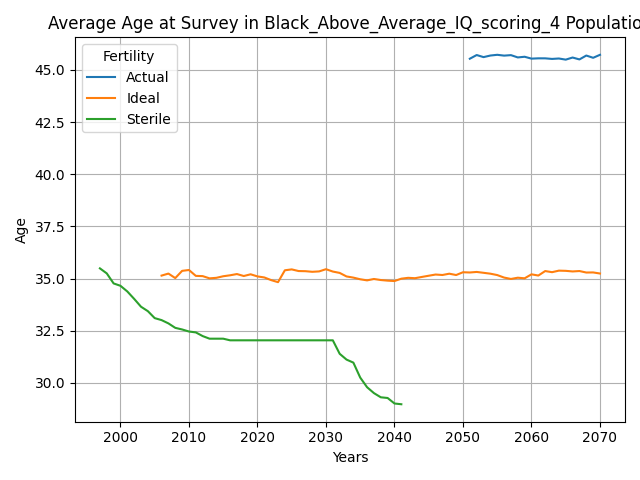 Average Age at Survey in Black_Above_Average_IQ_scoring_4 Populatio
Fertility
Actual
Ideal
Sterile
45.0
42.5
40.0
37.5
35.0
32.5
30.0
Age
2000 2010 2020 2030 2040 2050 2060 2070
Years